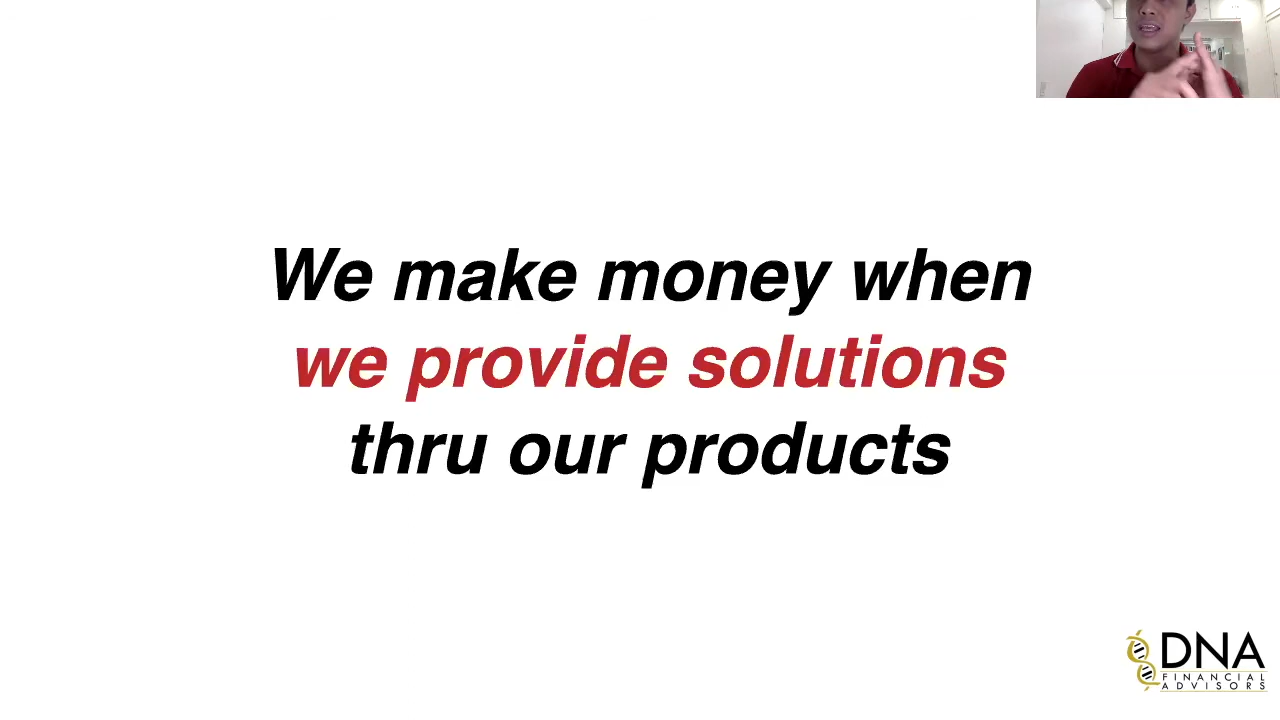 We make money when
we provide solutions
thru our products
DNA
FINANCIAL
ADVISORS